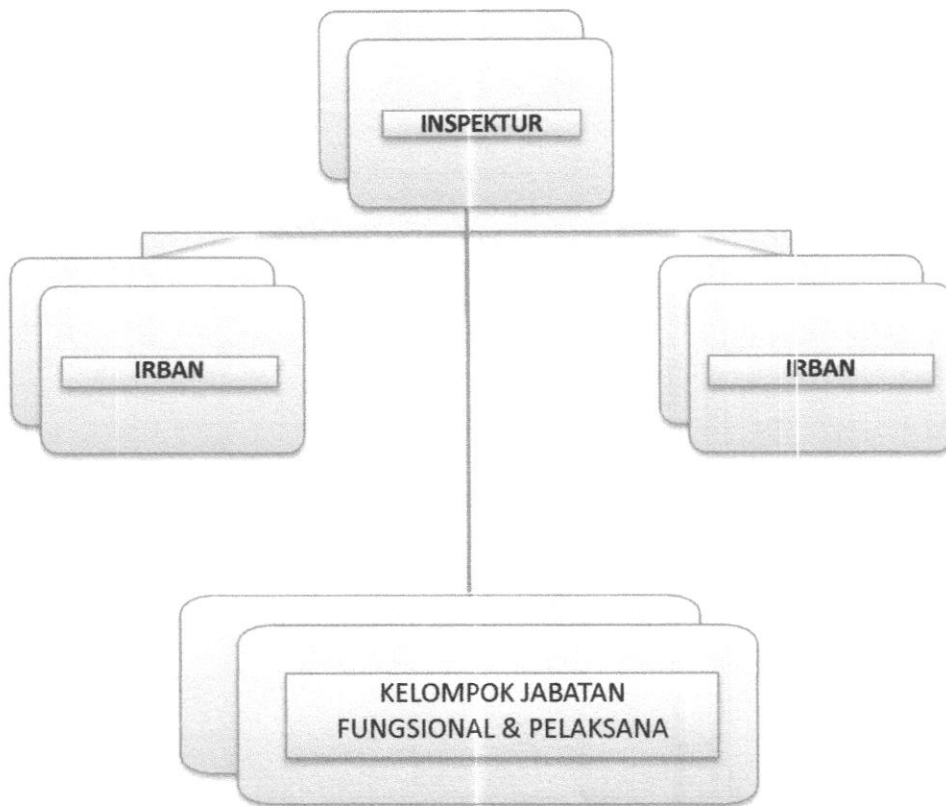 INSPEKTUR
IRBAN
IRBAN
KELOMPOK JABATAN
FUNGSIONAL & PELAKSANA